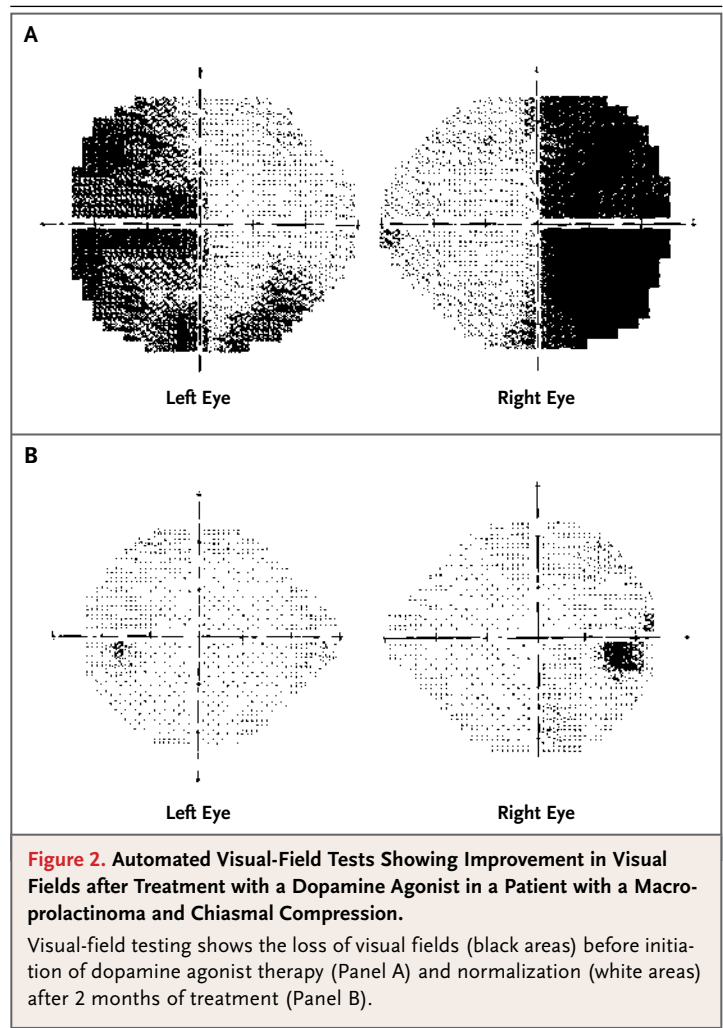 A
Left Eye
Right Eye
B
Left Eye
Right Eye
Figure 2. Automated Visual-Field Tests Showing Improvement in Visual
Fields after Treatment with a Dopamine Agonist in a Patient with a Macro-
prolactinoma and Chiasmal Compression.
Visual-field testing shows the loss of visual fields (black areas) before initia-
tion of dopamine agonist therapy (Panel A) and normalization (white areas)
after 2 months of treatment (Panel B).